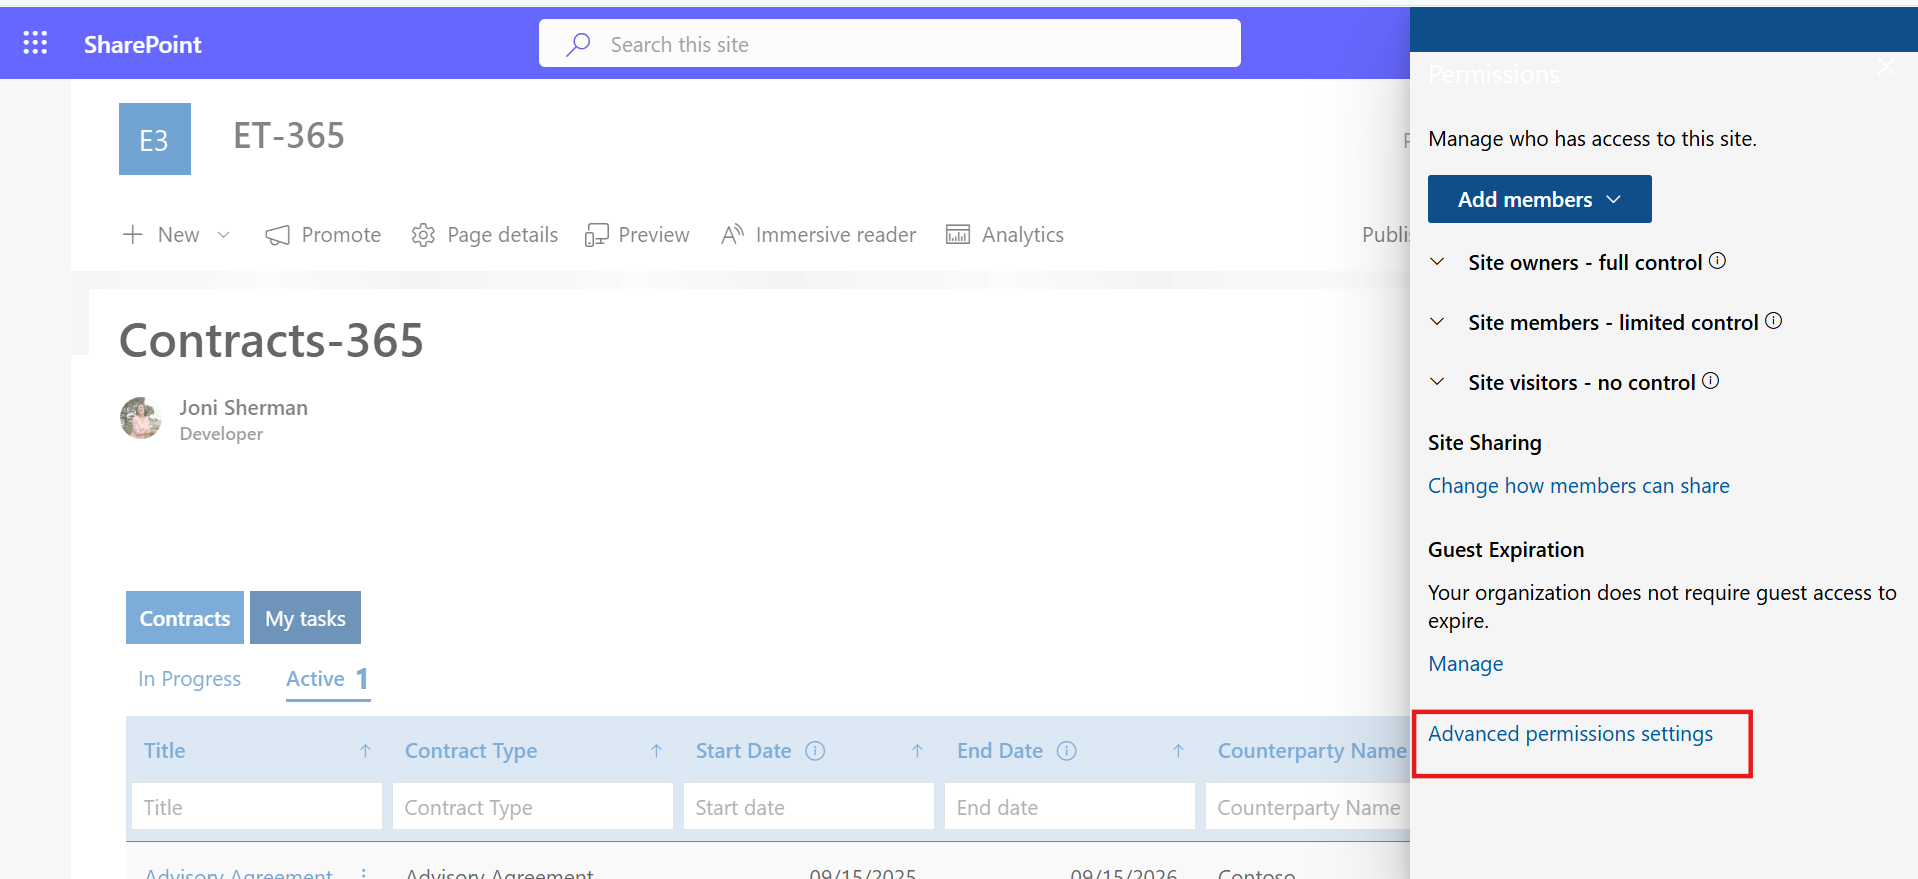 SharePoint
Search this site
Permissions
E3
ET-365
Manage who has access to this site.
Add members
New
Promote
Page details
Preview
Immersive reader
Analytics
Site owners - full control
Site members - limited control
Site visitors - no control
Contracts-365
Joni Sherman
Developer
Site Sharing
Change how members can share
Guest Expiration
Your organization does not require guest access to
expire.
Manage
Advanced permissions settings
Contracts
My tasks
In Progress
Active 1
Title
Contract Type
Start Date
End Date
Counterparty Name
Title
Contract Type
Start date
End date
Counterparty Name
Advisory Agreement
Advisory Agreement
09/15/2025
09/15/2026
Contoso